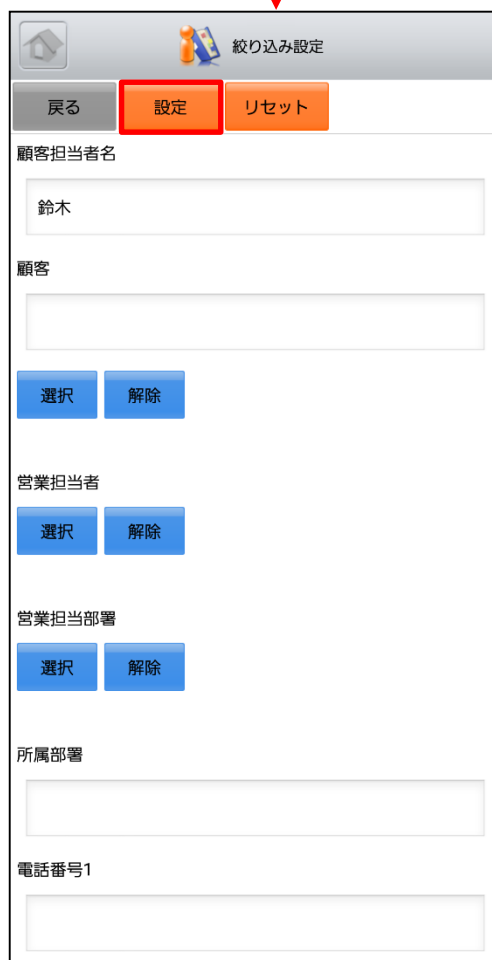 絞り込み設定
戻る 設定 リセット
顧客担当者名
鈴木
顧客
選択 解除
営業担当者
選択 解除
営業担当部署
選択 解除
所属部署
電話番号1